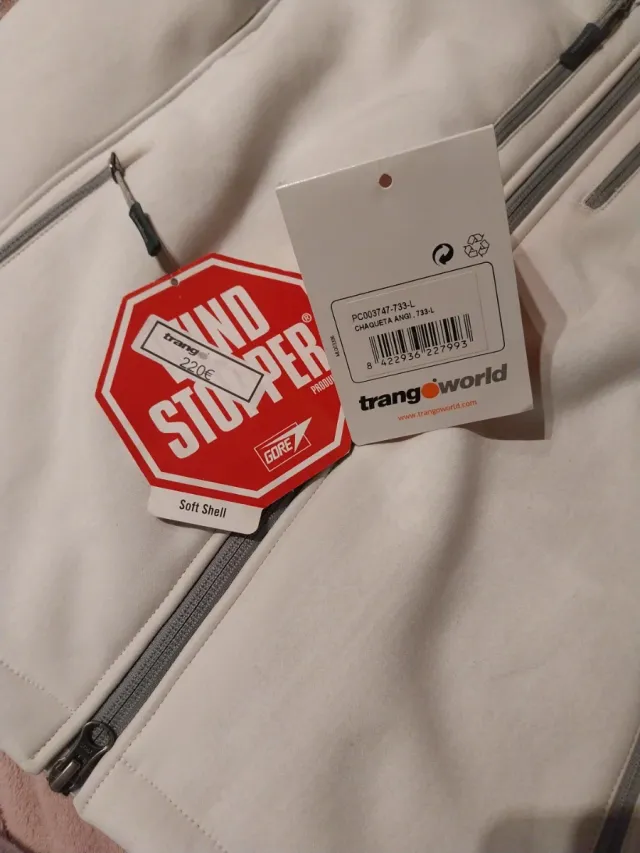 WIND
STOPPER®
PRODU
trango
220€
GORE
Soft Shell
PC003747-733-L
CHAQUETA ANGI . 733-L
8 422936 227993
trangoworld
www.trangoworld.com